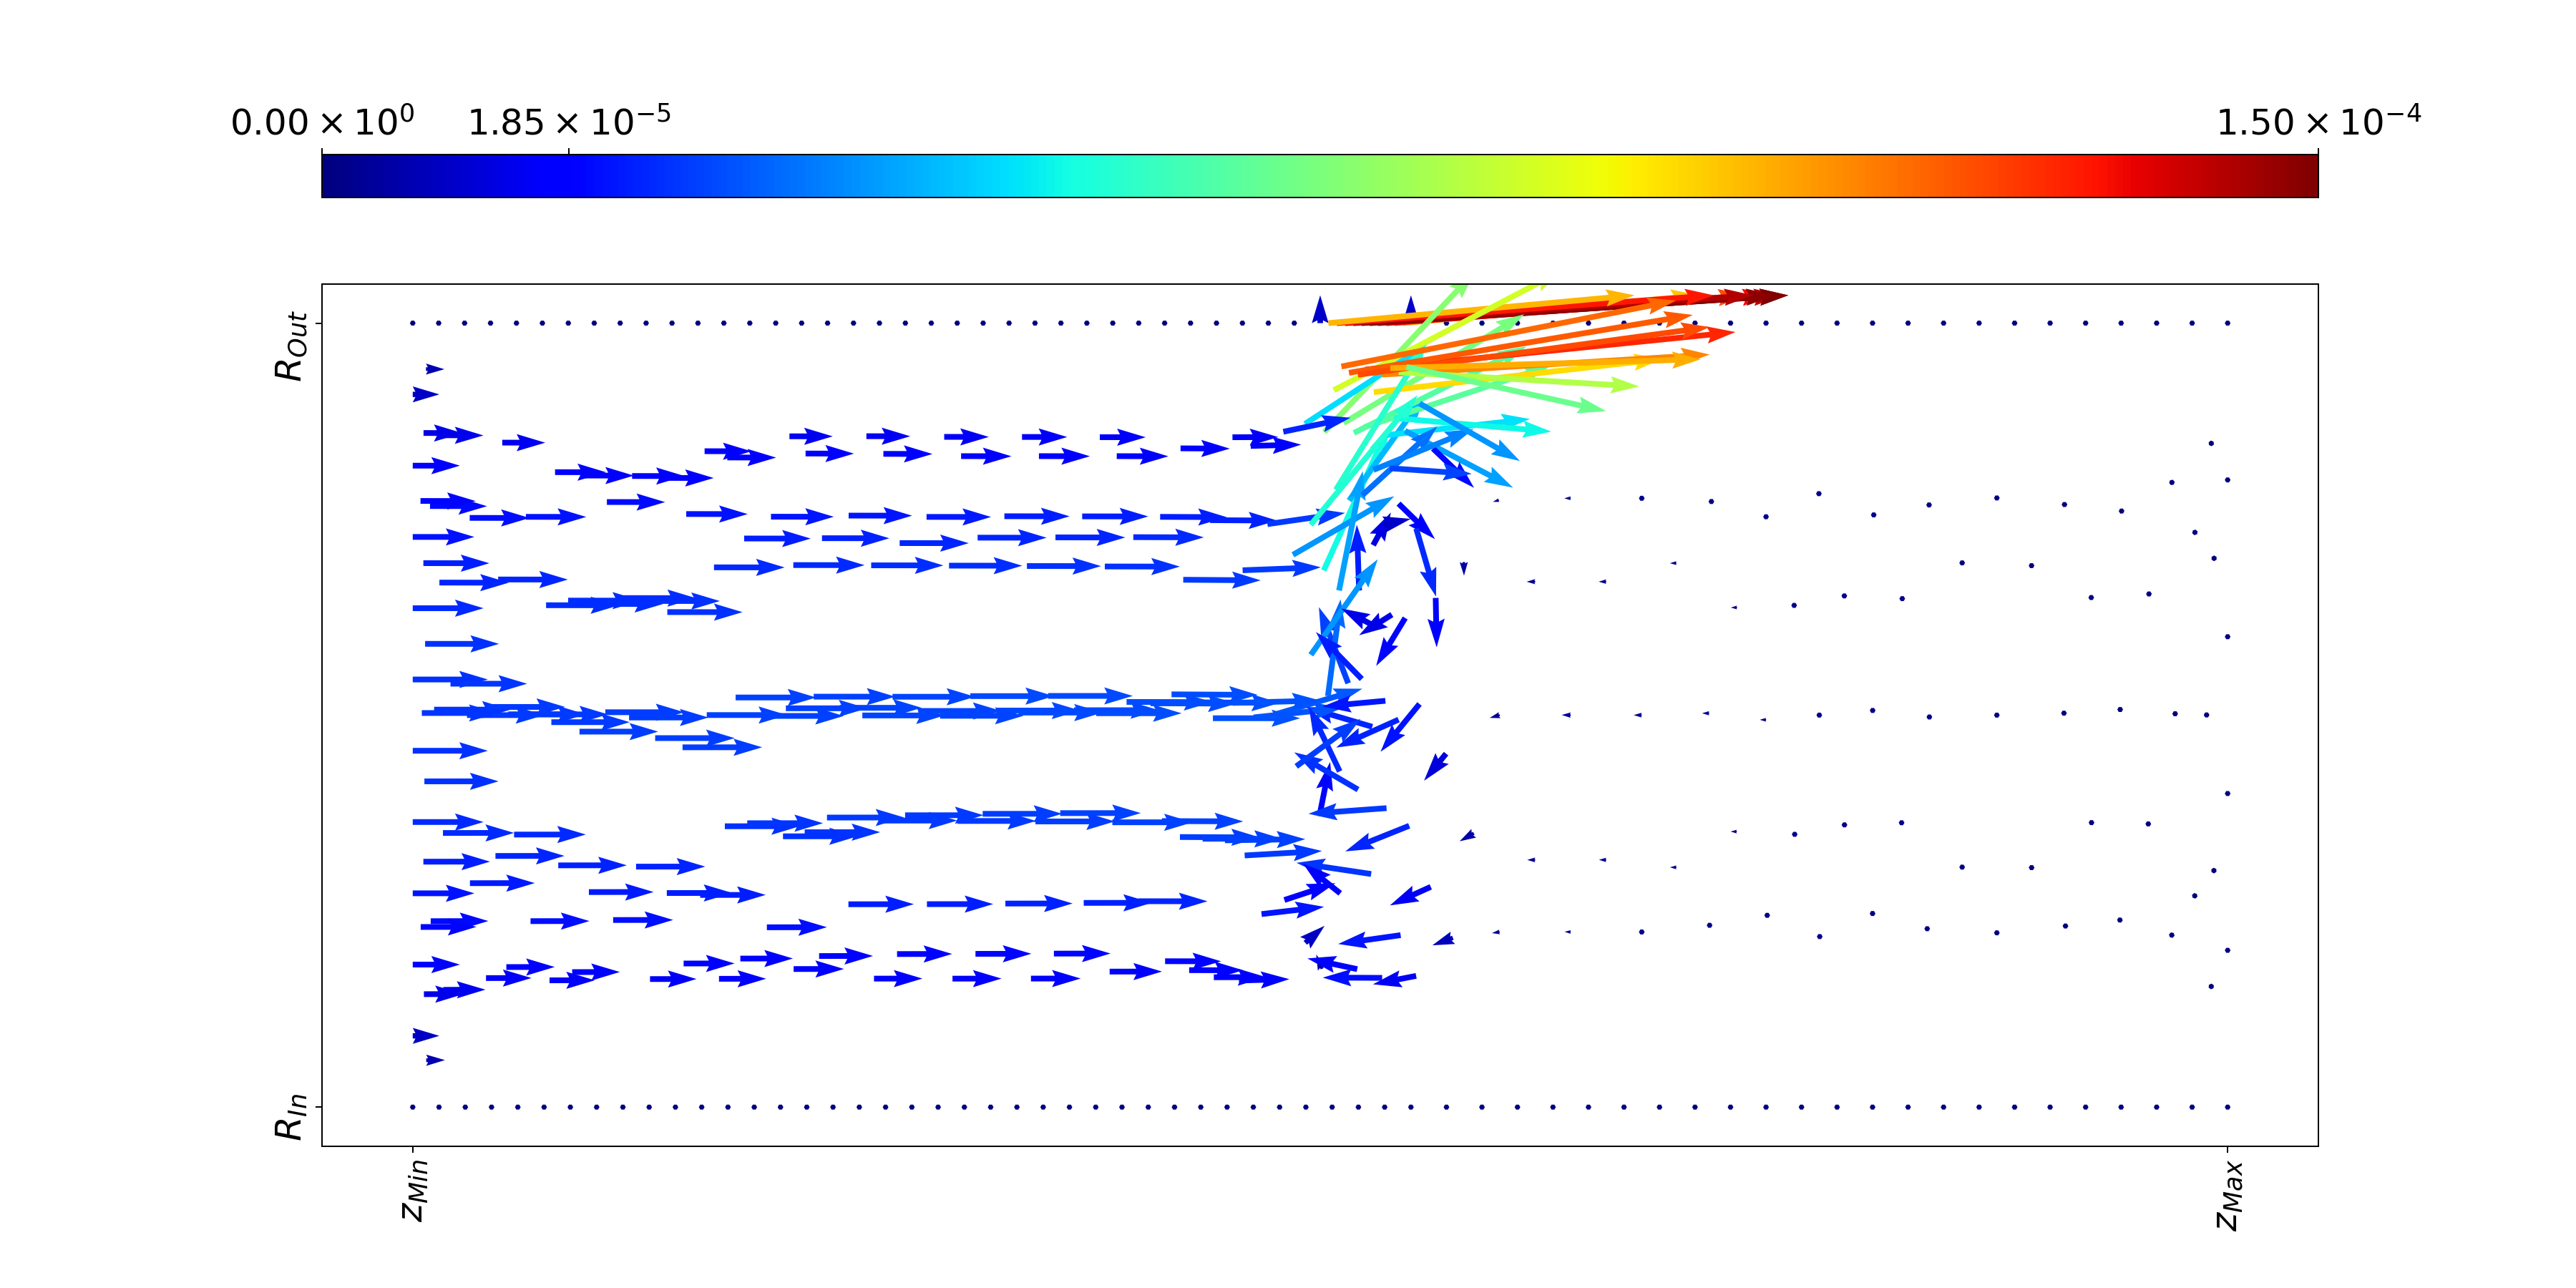 0.00 × 10⁰ 1.85 × 10⁻⁵ 1.50 × 10⁻⁴
R_Out
R_In
z_Min z_Max